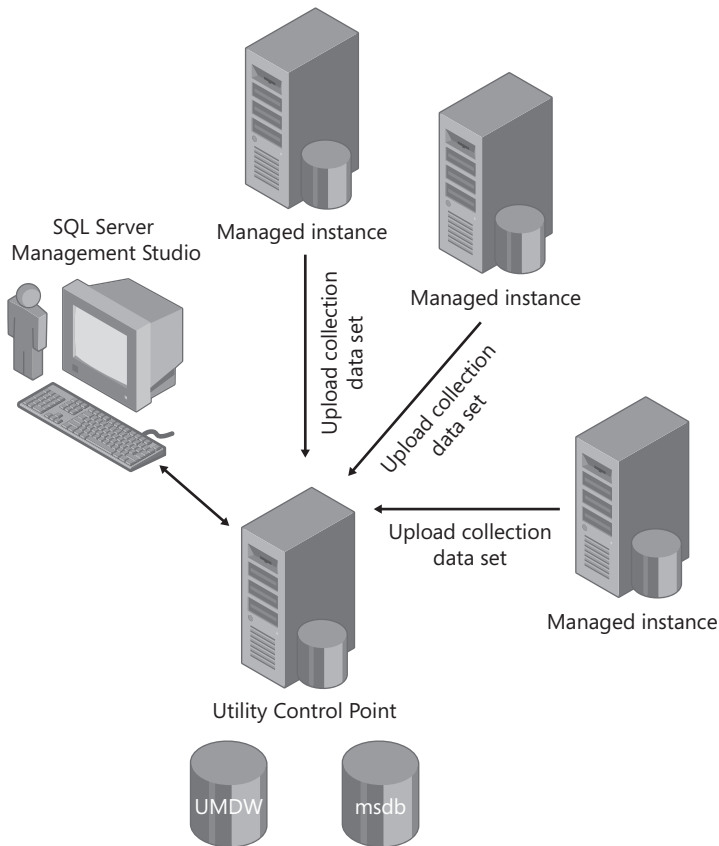 SQL Server
Management Studio
Managed instance
Managed instance
Upload collection
data set
Upload collection
data set
Upload collection
data set
Managed instance
Utility Control Point
UMDW
msdb